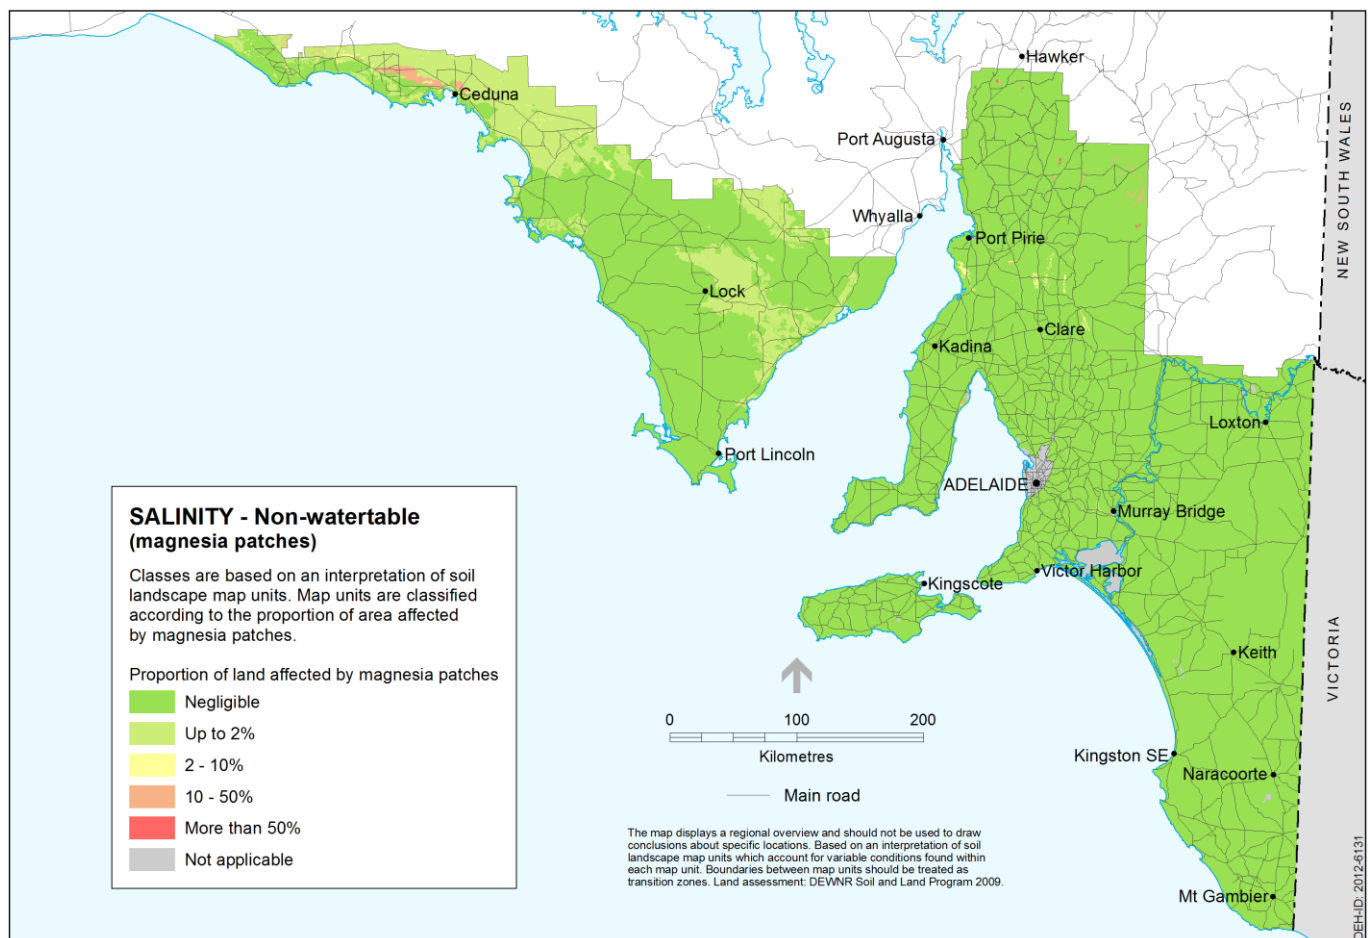 Hawker
Ceduna
Port Augusta
Whyalla
Port Pirie
NEW SOUTH WALES
Lock
Clare
Kadina
Loxton
Port Lincoln
ADELAIDE
Murray Bridge
Kingscote
Victor Harbor
Keith
VICTORIA
Kingston SE
Naracoorte
Mt Gambier
SALINITY - Non-watertable
(magnesia patches)
Classes are based on an interpretation of soil
landscape map units. Map units are classified
according to the proportion of area affected
by magnesia patches.
Proportion of land affected by magnesia patches
Negligible
Up to 2%
2 - 10%
10 - 50%
More than 50%
Not applicable
0 100 200
Kilometres
Main road
The map displays a regional overview and should not be used to draw
conclusions about specific locations. Based on an interpretation of soil
landscape map units which account for variable conditions found within
each map unit. Boundaries between map units should be treated as
transition zones. Land assessment: DEWNR Soil and Land Program 2009.
DEH-ID: 2012-6131